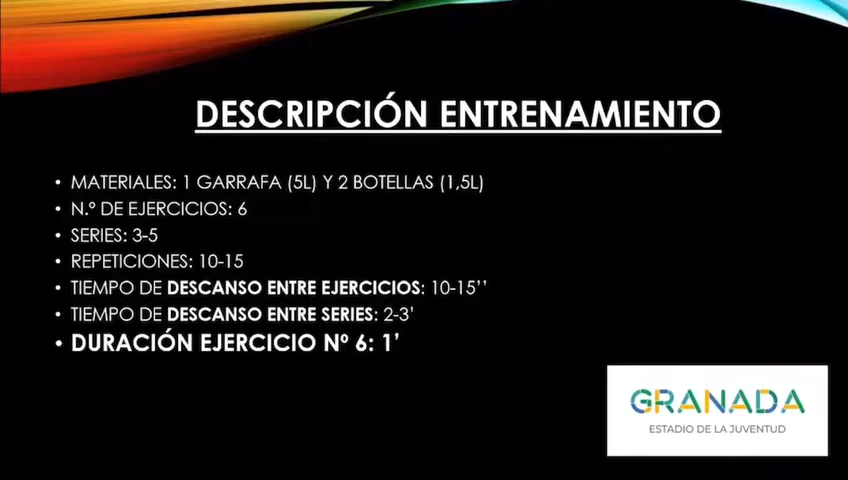 DESCRIPCIÓN ENTRENAMIENTO
• MATERIALES: 1 GARRAFA (5L) Y 2 BOTELLAS (1,5L)
• N.º DE EJERCICIOS: 6
• SERIES: 3-5
• REPETICIONES: 10-15
• TIEMPO DE DESCANSO ENTRE EJERCICIOS: 10-15’’
• TIEMPO DE DESCANSO ENTRE SERIES: 2-3’
• DURACIÓN EJERCICIO Nº 6: 1’
GRANADA
ESTADIO DE LA JUVENTUD